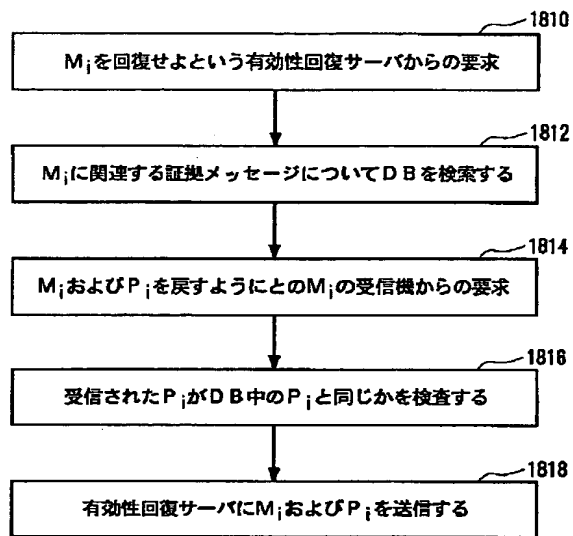 1810
Miを回復せよという有効性回復サーバからの要求
1812
Miに関連する証拠メッセージについてDBを検索する
1814
MiおよびPiを戻すようにとのMiの受信機からの要求
1816
受信されたPiがDB中のPiと同じかを検査する
1818
有効性回復サーバにMiおよびPiを送信する